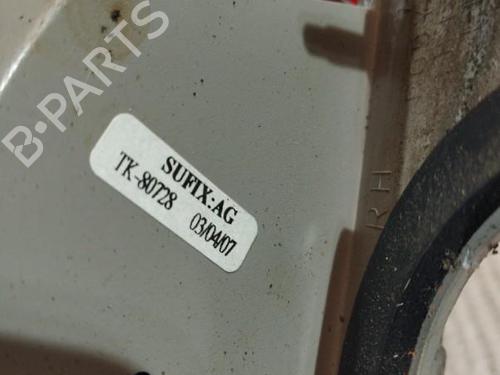 B-PARTS
SUFIX:AG
TK-80728
03/04/07
RH